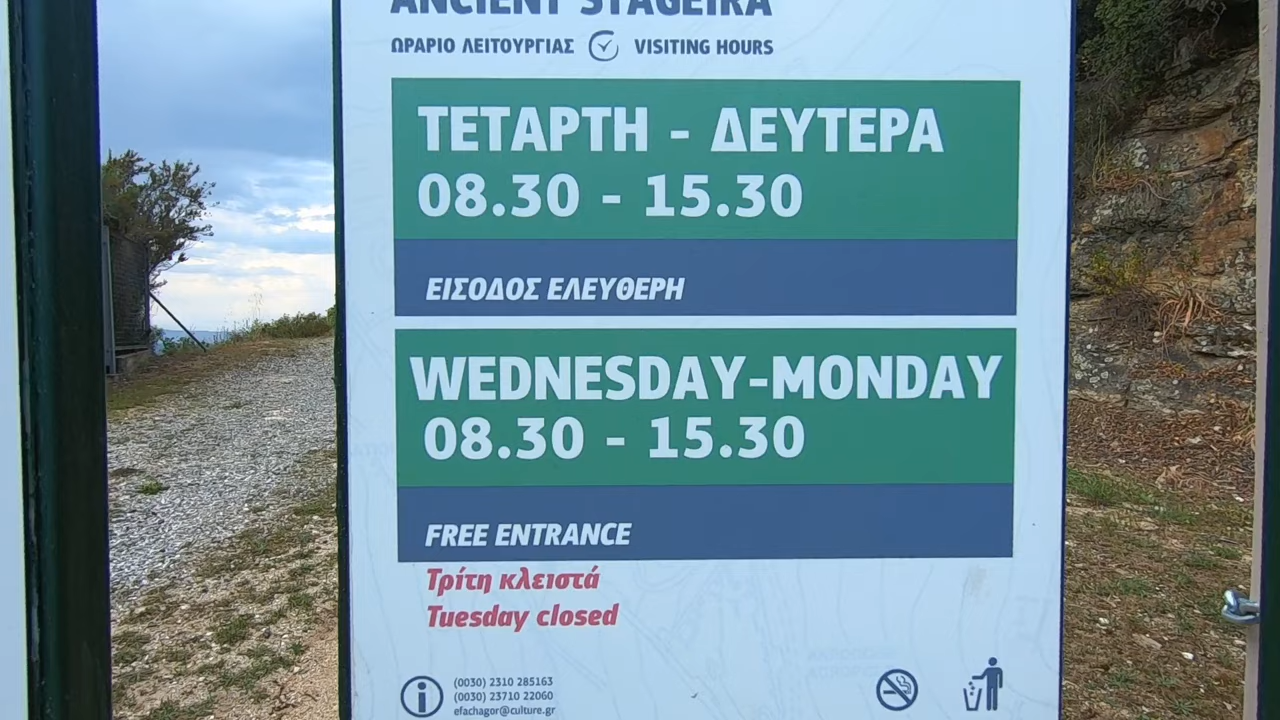 ANCIENT STAGEIRA
ΩΡΑΡΙΟ ΛΕΙΤΟΥΡΓΙΑΣ VISITING HOURS
ΤΕΤΑΡΤΗ - ΔΕΥΤΕΡΑ
08.30 - 15.30
ΕΙΣΟΔΟΣ ΕΛΕΥΘΕΡΗ
WEDNESDAY-MONDAY
08.30 - 15.30
FREE ENTRANCE
Τρίτη κλειστά
Tuesday closed
(0030) 2310 285163
(0030) 23710 22060
efachagor@culture.gr